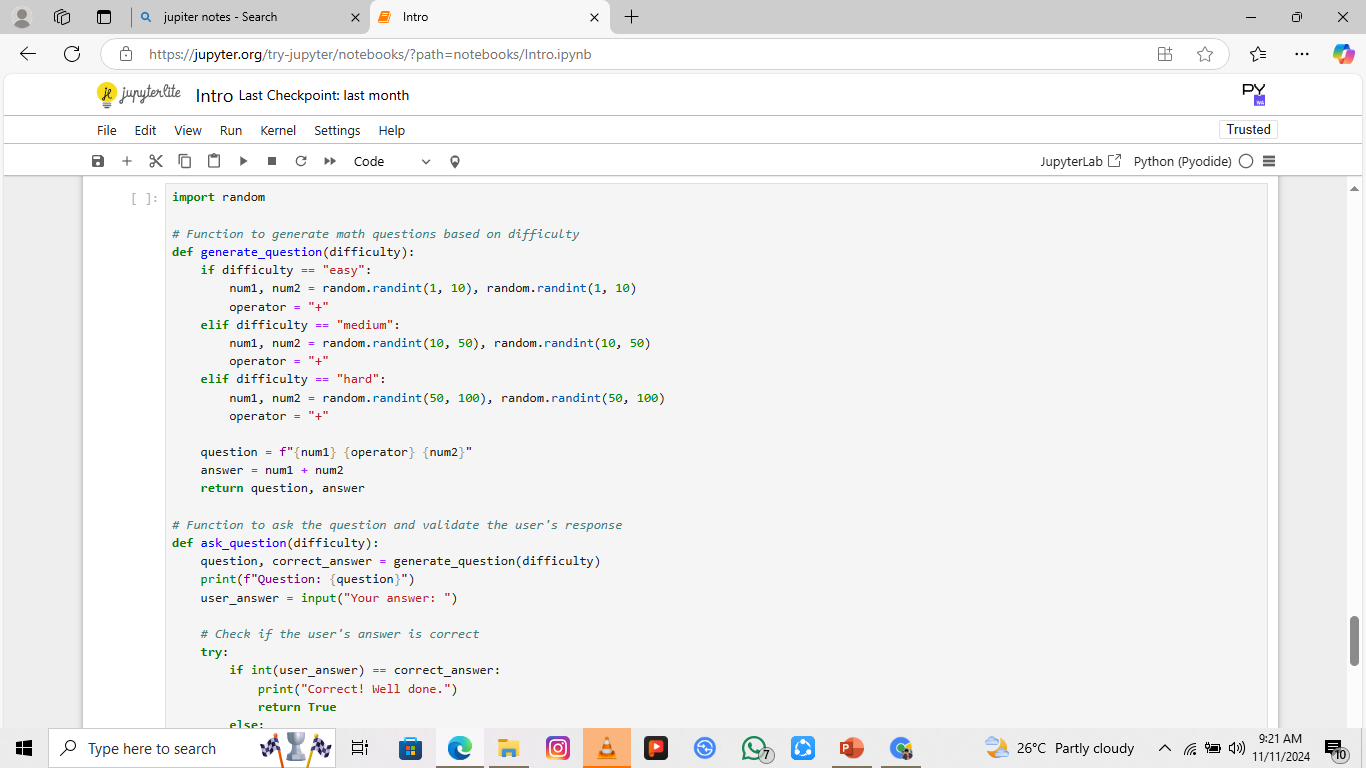 jupiter notes - Search
Intro
https://jupyter.org/try-jupyter/notebooks/?path=notebooks/Intro.ipynb
jupyterlite Intro Last Checkpoint: last month
PY
File Edit View Run Kernel Settings Help
Trusted
Code
JupyterLab Python (Pyodide)
[ ]:
import random

# Function to generate math questions based on difficulty
def generate_question(difficulty):
    if difficulty == "easy":
        num1, num2 = random.randint(1, 10), random.randint(1, 10)
        operator = "+"
    elif difficulty == "medium":
        num1, num2 = random.randint(10, 50), random.randint(10, 50)
        operator = "+"
    elif difficulty == "hard":
        num1, num2 = random.randint(50, 100), random.randint(50, 100)
        operator = "+"

    question = f"{num1} {operator} {num2}"
    answer = num1 + num2
    return question, answer

# Function to ask the question and validate the user's response
def ask_question(difficulty):
    question, correct_answer = generate_question(difficulty)
    print(f"Question: {question}")
    user_answer = input("Your answer: ")

    # Check if the user's answer is correct
    try:
        if int(user_answer) == correct_answer:
            print("Correct! Well done.")
            return True
        else:
Type here to search
7
26°C Partly cloudy
9:21 AM
11/11/2024
10